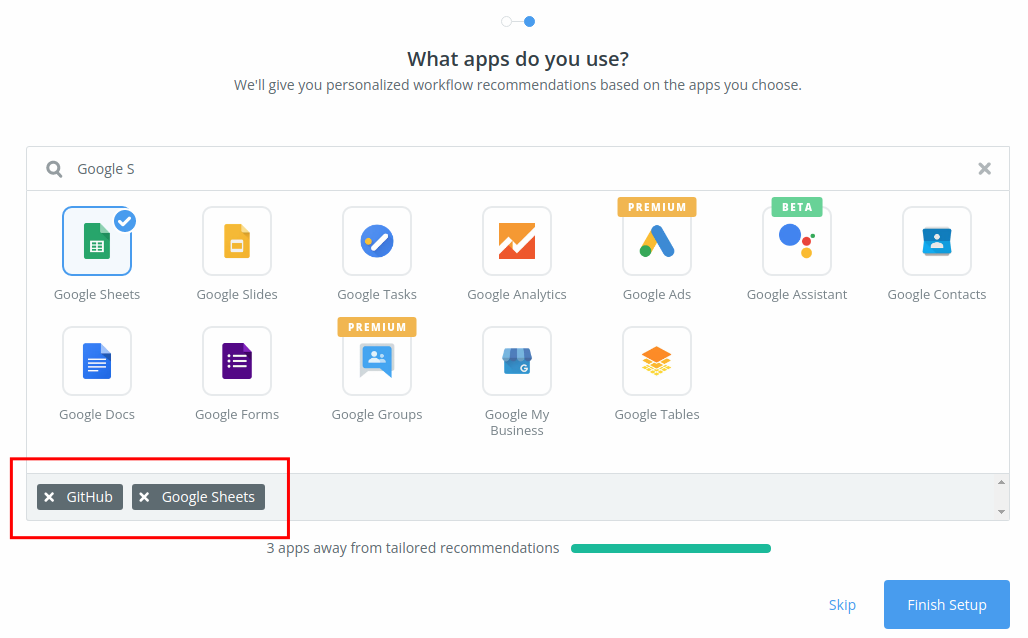 What apps do you use?
We'll give you personalized workflow recommendations based on the apps you choose.
Google S
PREMIUM
BETA
Google Sheets
Google Slides
Google Tasks
Google Analytics
Google Ads
Google Assistant
Google Contacts
PREMIUM
G
Google Docs
Google Forms
Google Groups
Google My
Business
Google Tables
GitHub
Google Sheets
3 apps away from tailored recommendations
Skip
Finish Setup